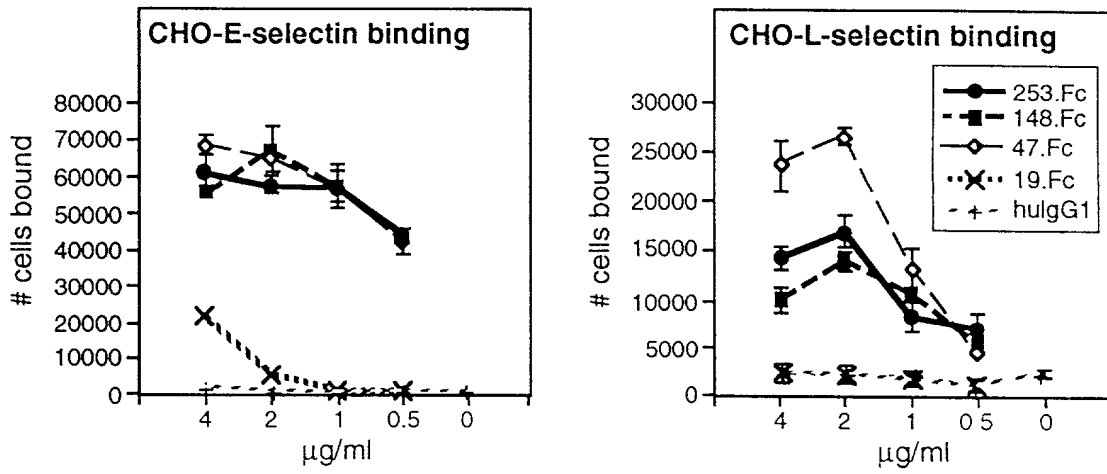 CHO-E-selectin binding
# cells bound
80000
70000
60000
50000
40000
30000
20000
10000
0
4 2 1 0.5 0
µg/ml
CHO-L-selectin binding
# cells bound
30000
25000
20000
15000
10000
5000
0
4 2 1 0 5 0
µg/ml
253.Fc
148.Fc
47.Fc
19.Fc
huIgG1